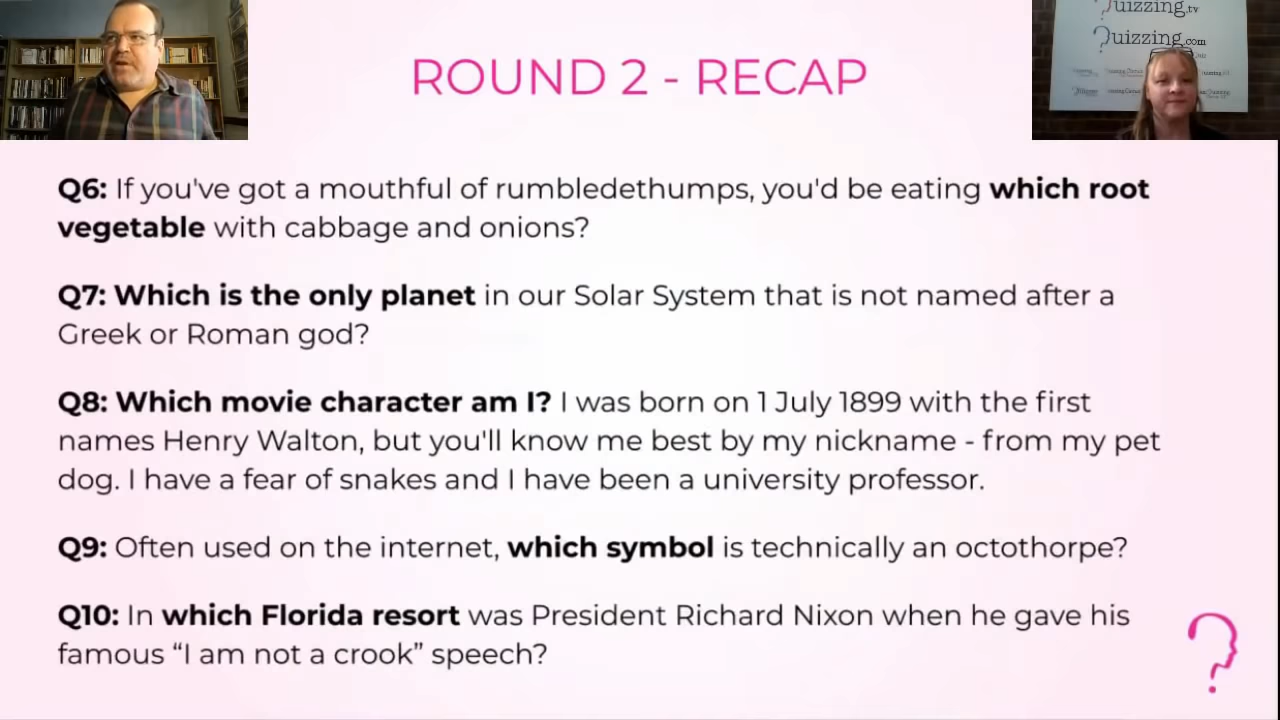 ?uizzing.tv
?uizzing.com
ROUND 2 - RECAP
Q6: If you've got a mouthful of rumbledethumps, you'd be eating which root
vegetable with cabbage and onions?
Q7: Which is the only planet in our Solar System that is not named after a
Greek or Roman god?
Q8: Which movie character am I? I was born on 1 July 1899 with the first
names Henry Walton, but you'll know me best by my nickname - from my pet
dog. I have a fear of snakes and I have been a university professor.
Q9: Often used on the internet, which symbol is technically an octothorpe?
Q10: In which Florida resort was President Richard Nixon when he gave his
famous “I am not a crook” speech?